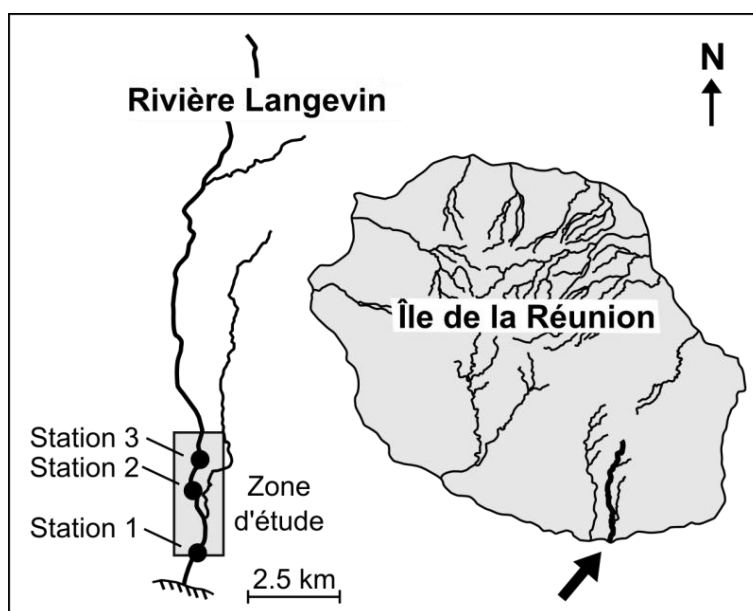 N
Rivière Langevin
Île de la Réunion
Station 3
Station 2
Station 1
Zone
d'étude
2.5 km